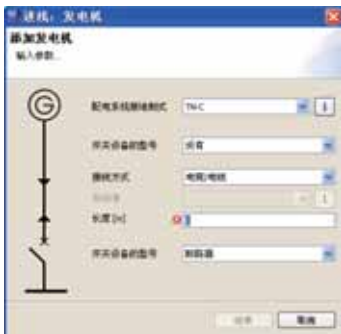 进线: 发电机
添加发电机
输入参数...
G
配电系统接地制式 TN-C
开关设备的型号 没有
接线方式 电缆/电线
长度 [m]
开关设备的型号 断路器
取消